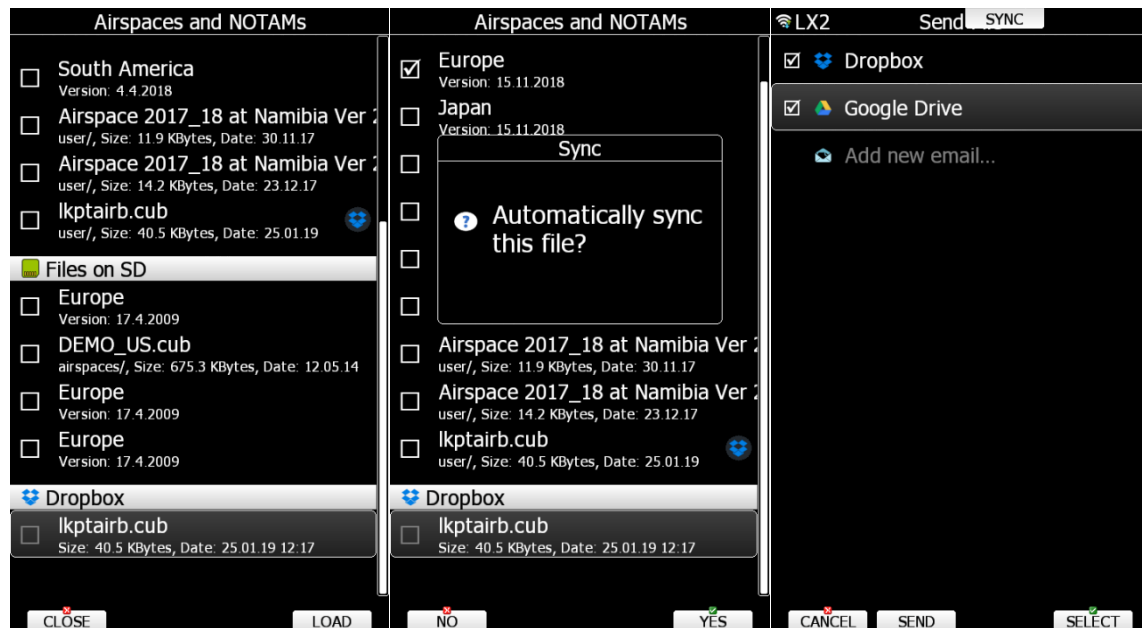 Airspaces and NOTAMs
South America
Version: 4.4.2018
Airspace 2017_18 at Namibia Ver
user/, Size: 11.9 KBytes, Date: 30.11.17
Airspace 2017_18 at Namibia Ver
user/, Size: 14.2 KBytes, Date: 23.12.17
lkptairb.cub
user/, Size: 40.5 KBytes, Date: 25.01.19
Files on SD
Europe
Version: 17.4.2009
DEMO_US.cub
airspaces/, Size: 675.3 KBytes, Date: 12.05.14
Europe
Version: 17.4.2009
Europe
Version: 17.4.2009
Dropbox
lkptairb.cub
Size: 40.5 KBytes, Date: 25.01.19 12:17
CLOSE
LOAD
Airspaces and NOTAMs
Europe
Version: 15.11.2018
Japan
Version: 15.11.2018
Sync
Automatically sync
this file?
Airspace 2017_18 at Namibia Ver
user/, Size: 11.9 KBytes, Date: 30.11.17
Airspace 2017_18 at Namibia Ver
user/, Size: 14.2 KBytes, Date: 23.12.17
lkptairb.cub
user/, Size: 40.5 KBytes, Date: 25.01.19
Dropbox
lkptairb.cub
Size: 40.5 KBytes, Date: 25.01.19 12:17
NO
YES
LX2
Send
SYNC
Dropbox
Google Drive
Add new email...
CANCEL
SEND
SELECT